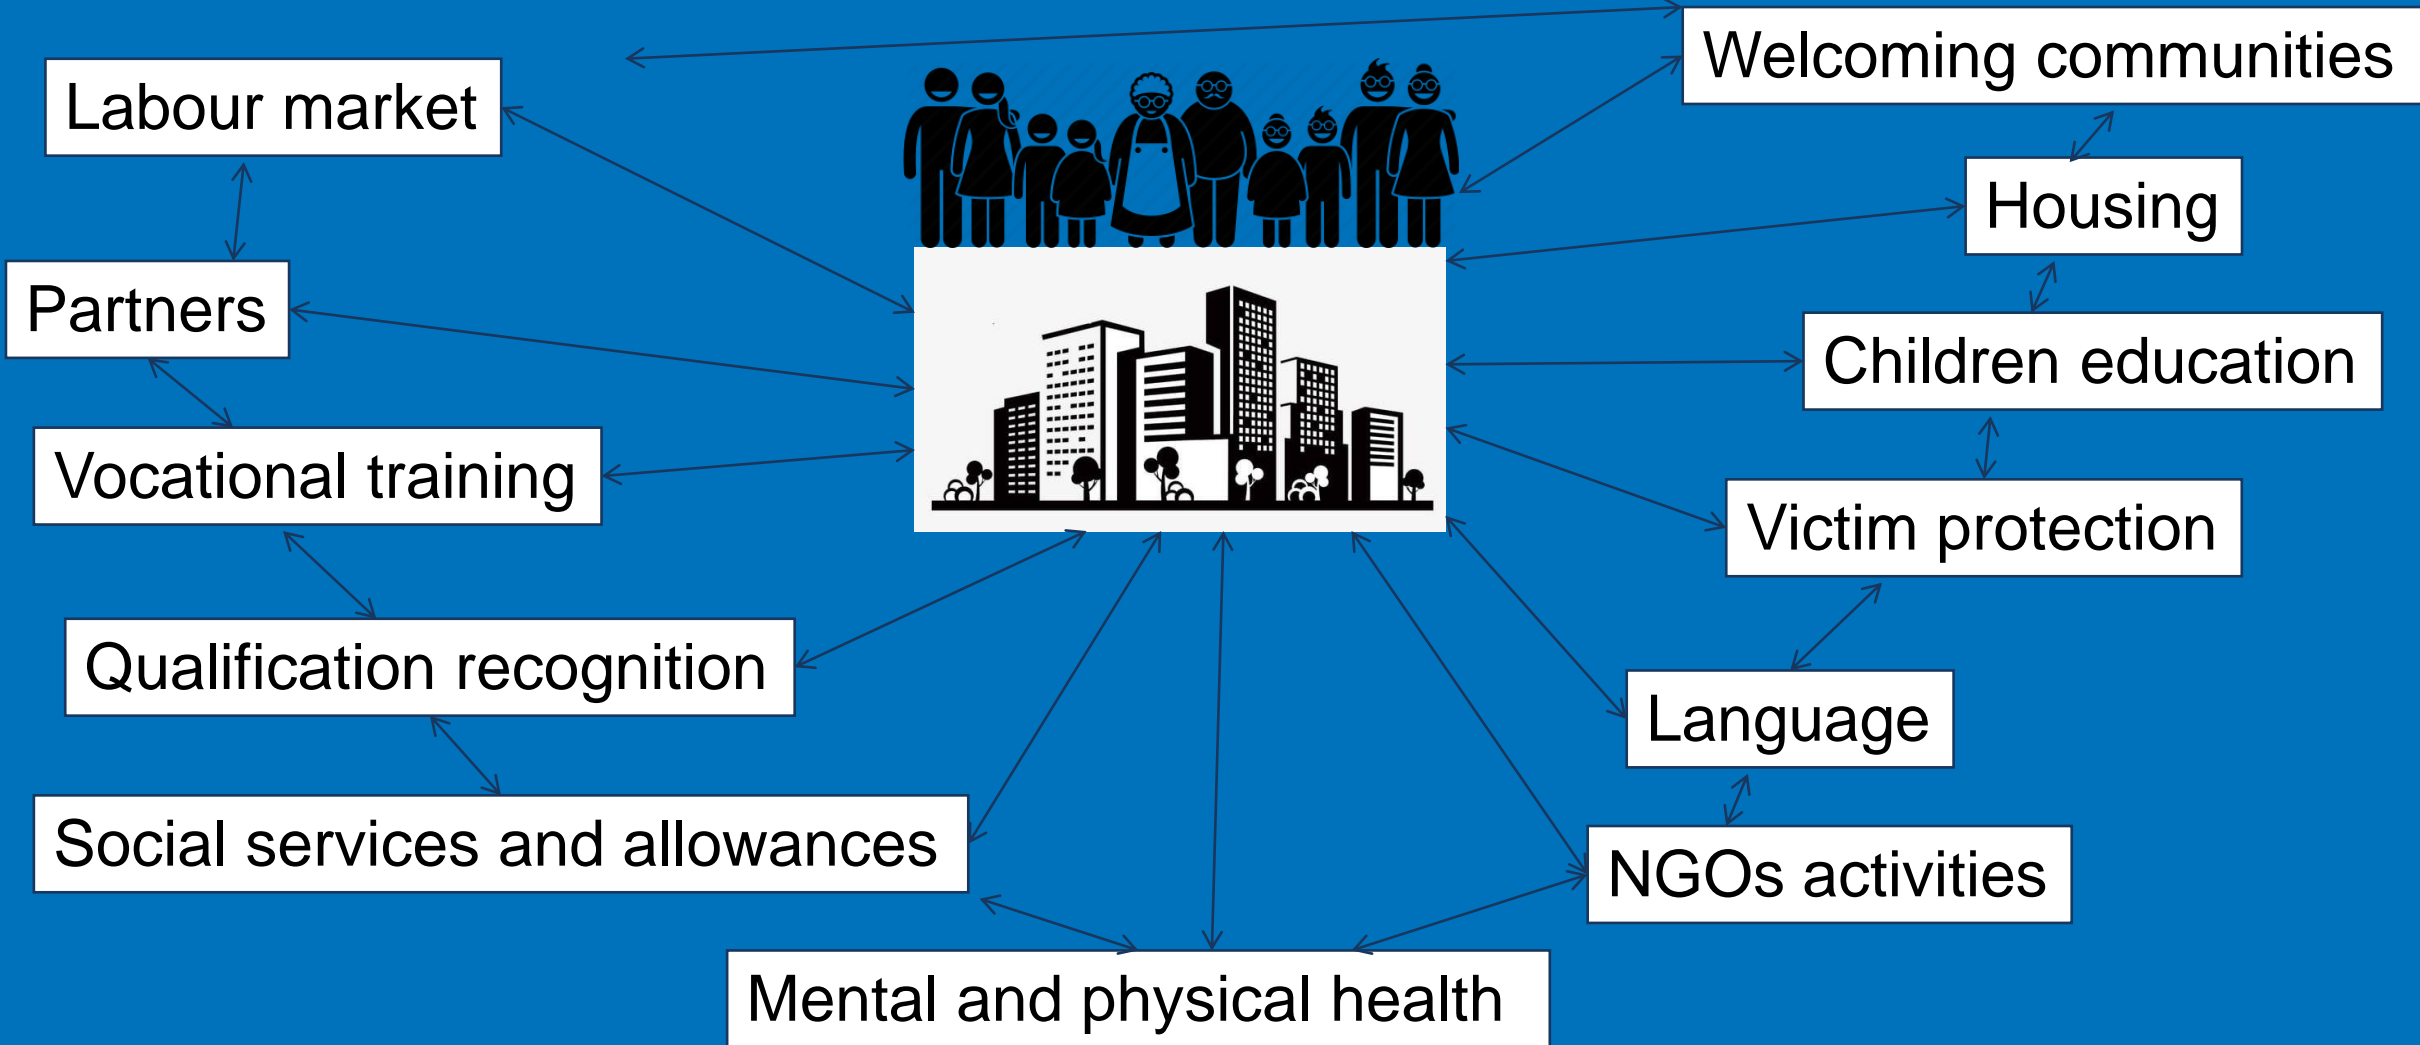 Welcoming communities
Labour market
Housing
Partners
Children education
Vocational training
Victim protection
Qualification recognition
Language
Social services and allowances
NGOs activities
Mental and physical health